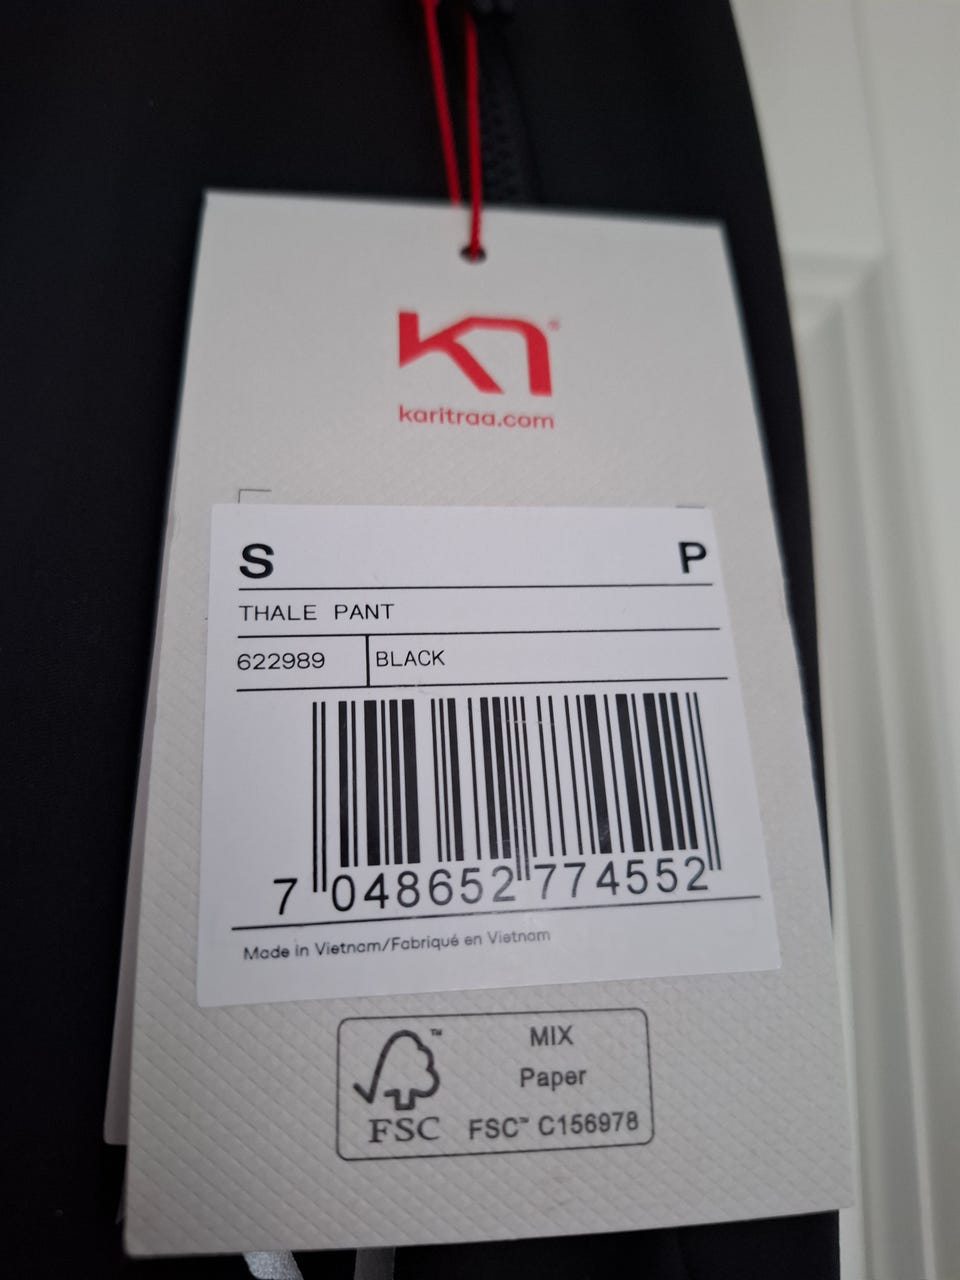 karitraa.com
S P
THALE PANT
622989 BLACK
7 048652 774552
Made in Vietnam/Fabriqué en Vietnam
MIX
Paper
FSC™ C156978
FSC